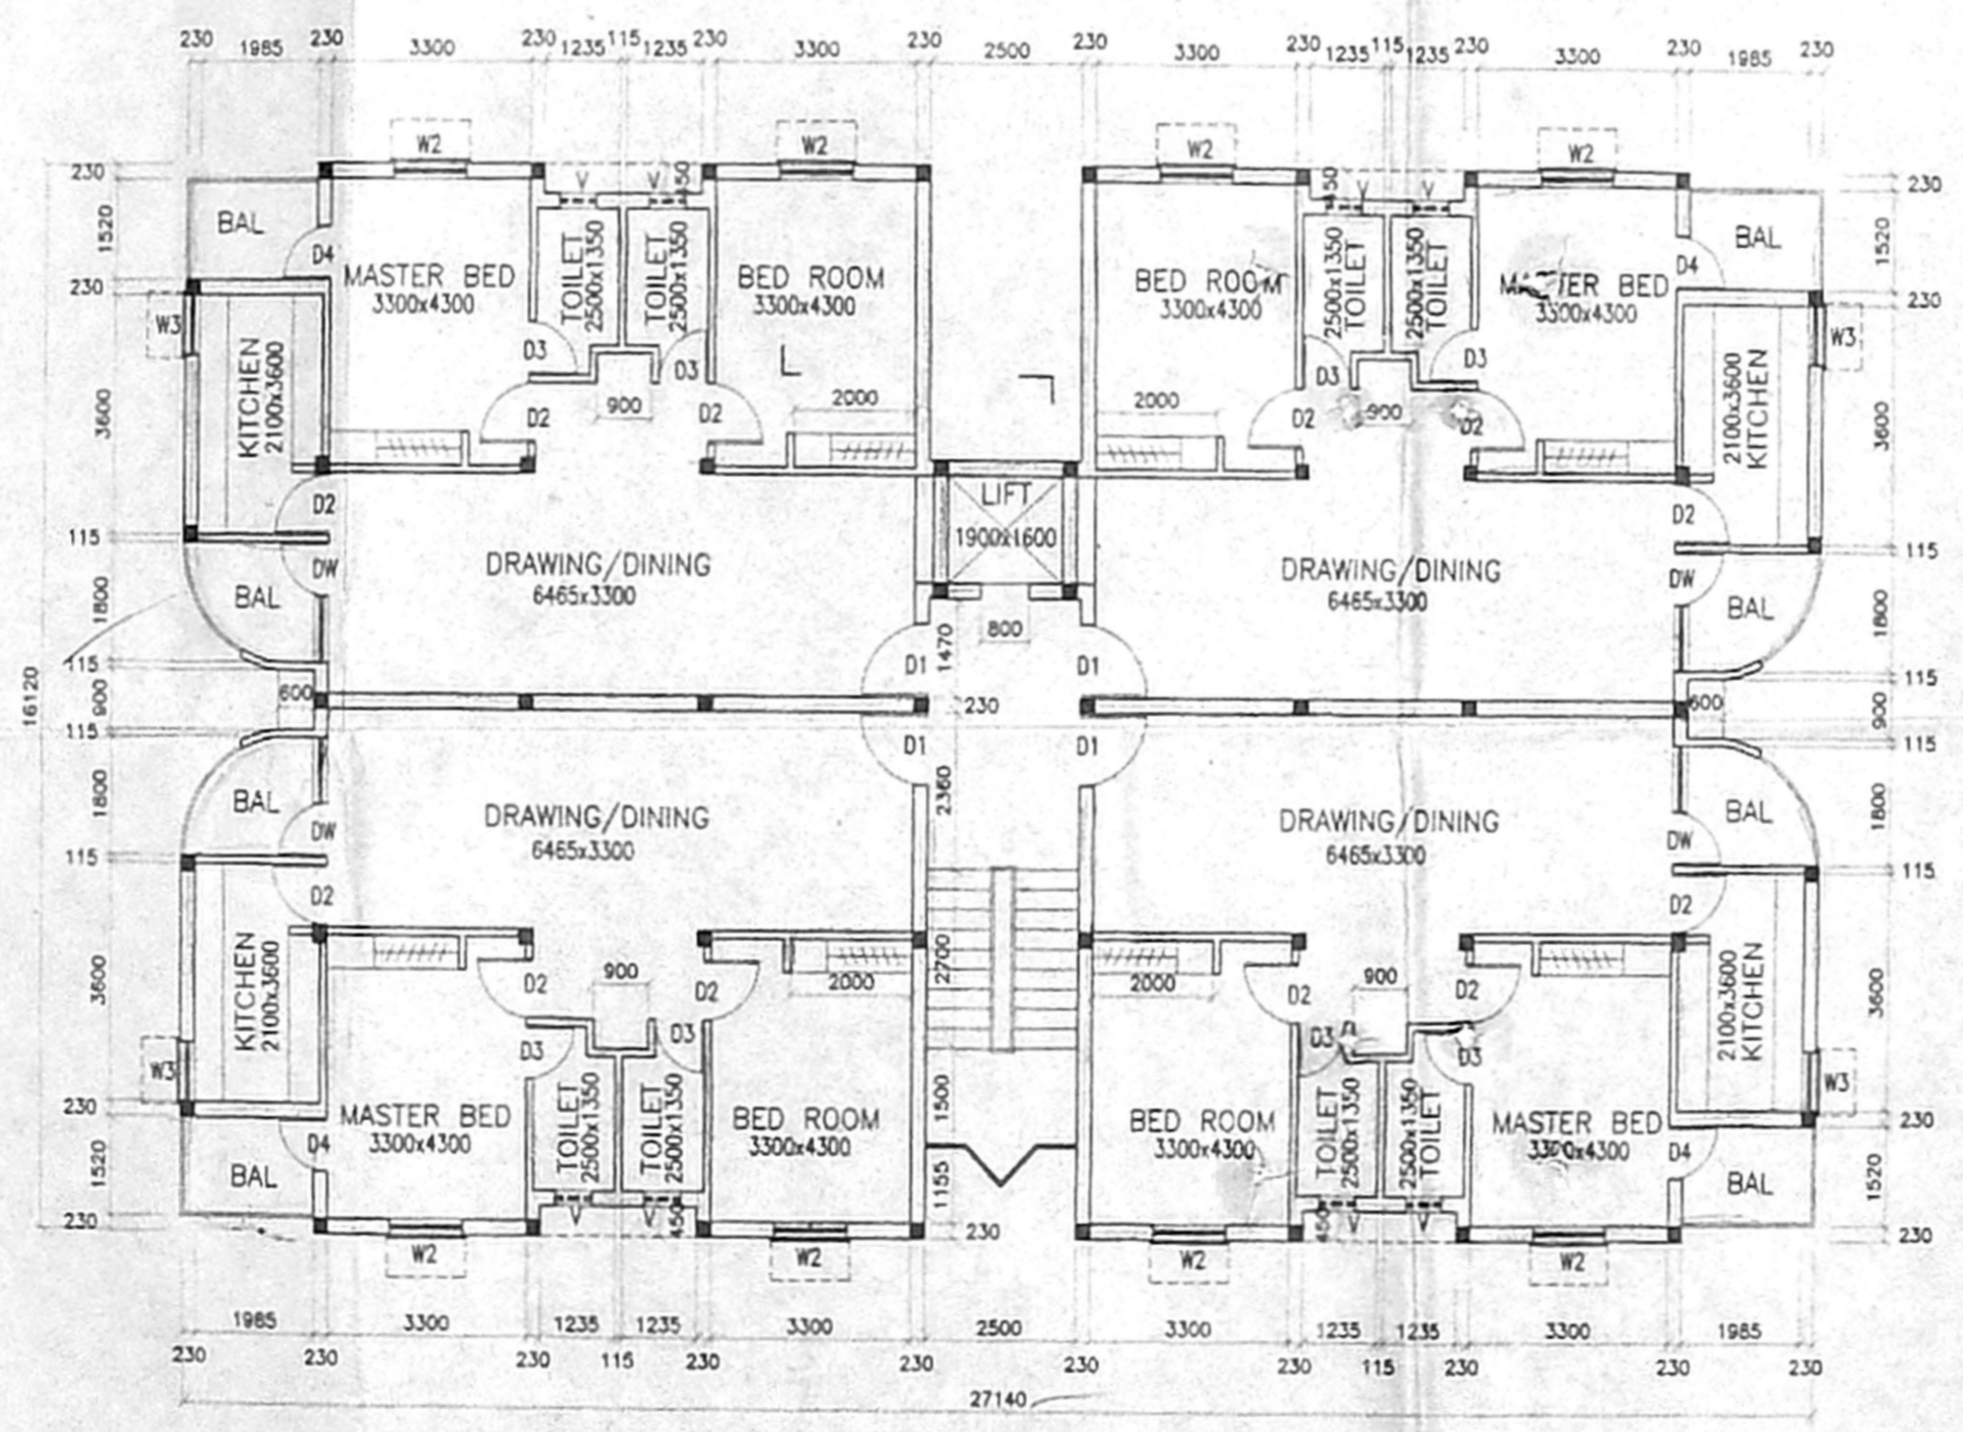 230 1985 230 3300 230 1235 115 1235 230 3300 230 2500 230 3300 230 1235 115 1235 230 3300 230 1985 230
W2 W2 W2 W2
230 V V 450 450 V V 230
1520 BAL D4 BAL D4 1520
230 230
MASTER BED
3300x4300
TOILET
2500x1350
TOILET
2500x1350
BED ROOM
3300x4300
BED ROOM
3300x4300
TOILET
2500x1350
TOILET
2500x1350
MASTER BED
3300x4300
W3 W3
KITCHEN
2100x3600
KITCHEN
2100x3600
3600 3600
D3 D3 D3 D3
D2 900 D2 2000 2000 D2 900 D2
D2 D2
LIFT
1900x1600
115 115
DRAWING/DINING
6465x3300
DRAWING/DINING
6465x3300
1800 BAL DW DW BAL 1800
800
1470
D1 D1
115 115
16120
900 600 230 600 900
115 115
D1 D1
2360
1800 BAL DW DW BAL 1800
DRAWING/DINING
6465x3300
DRAWING/DINING
6465x3300
115 115
D2 D2
2700
3600 3600
KITCHEN
2100x3600
KITCHEN
2100x3600
D2 900 D2 2000 2000 D2 900 D2
D3 D3 D3 D3
W3 W3
1500
230 230
MASTER BED
3300x4300
TOILET
2500x1350
TOILET
2500x1350
BED ROOM
3300x4300
BED ROOM
3300x4300
TOILET
2500x1350
TOILET
2500x1350
MASTER BED
3300x4300
1520 BAL D4 D4 BAL 1520
1155
230 V V 450 230 450 V V 230
W2 W2 W2 W2
1985 3300 1235 1235 3300 2500 3300 1235 1235 3300 1985
230 230 230 115 230 230 230 230 115 230 230 230
27140